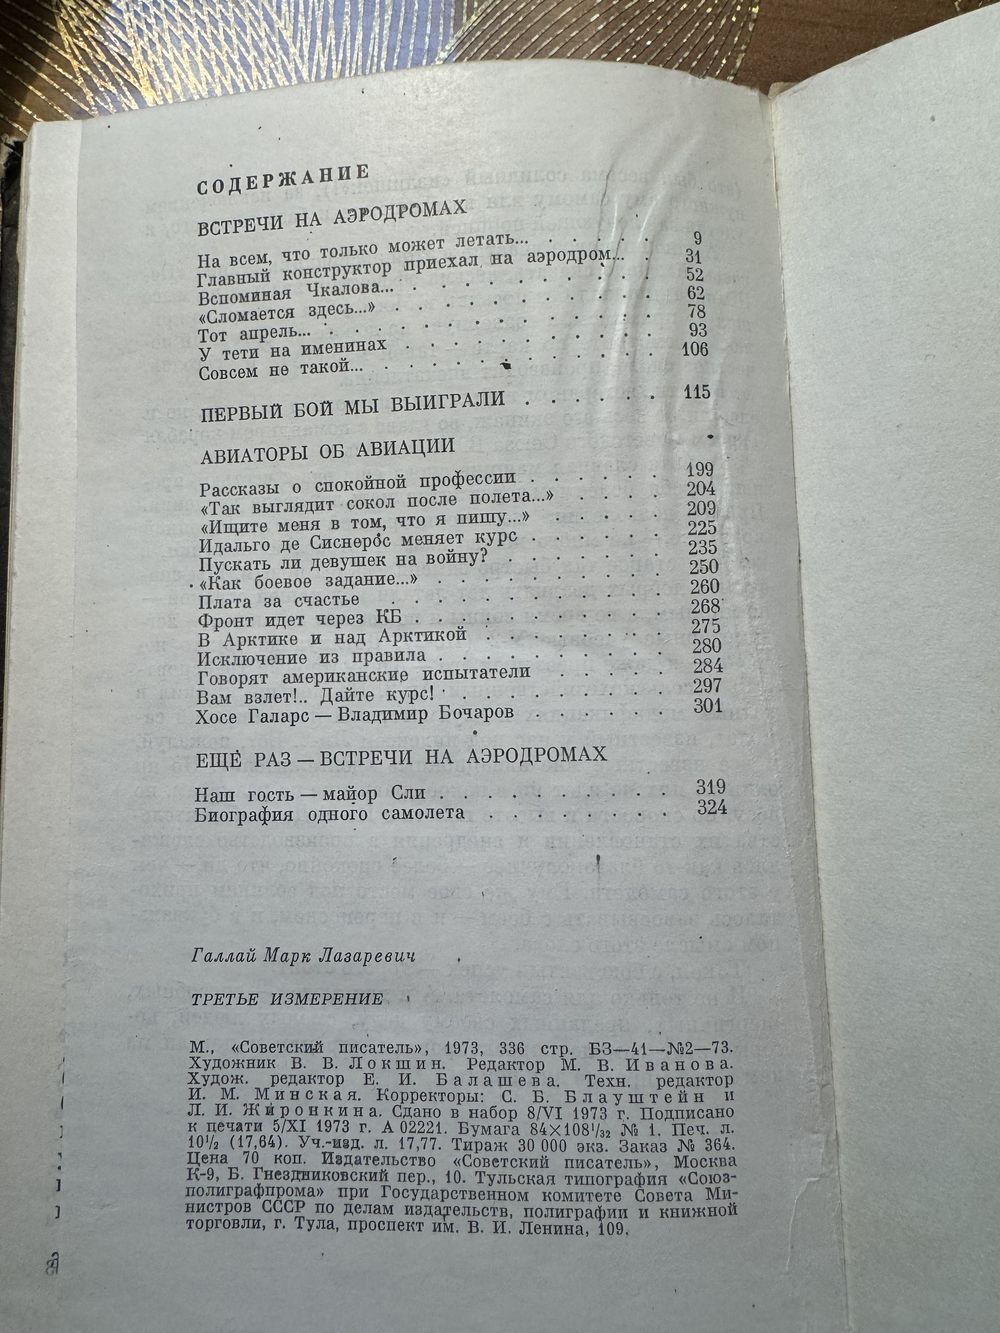 СОДЕРЖАНИЕ
ВСТРЕЧИ НА АЭРОДРОМАХ
На всем, что только может летать... . . . . . . 9
Главный конструктор приехал на аэродром... . 31
Вспоминая Чкалова... . . . . . . . . . . 52
«Сломается здесь...» . . . . . . . . . . 62
Тот апрель... . . . . . . . . . . . . . 78
У тети на именинах . . . . . . . . . . 93
Совсем не такой... . . . . . . . . . . . 106
ПЕРВЫЙ БОЙ МЫ ВЫИГРАЛИ . . . . . . 115
АВИАТОРЫ ОБ АВИАЦИИ
Рассказы о спокойной профессии . . . . . . 199
«Так выглядит сокол после полета...» . . . . 204
«Ищите меня в том, что я пишу...» . . . . . 209
Идальго де Сиснерос меняет курс . . . . . . 225
Пускать ли девушек на войну? . . . . . . . 235
«Как боевое задание...» . . . . . . . . . 250
Плата за счастье . . . . . . . . . . . 260
Фронт идет через КБ . . . . . . . . . . 268
В Арктике и над Арктикой . . . . . . . . 275
Исключение из правила . . . . . . . . . 280
Говорят американские испытатели . . . . . 284
Вам взлет!.. Дайте курс! . . . . . . . . . 297
Хосе Галарс — Владимир Бочаров . . . . . . 301
ЕЩЕ РАЗ — ВСТРЕЧИ НА АЭРОДРОМАХ
Наш гость — майор Сли . . . . . . . . . 319
Биография одного самолета . . . . . . . . 324
Галлай Марк Лазаревич
ТРЕТЬЕ ИЗМЕРЕНИЕ
М., «Советский писатель», 1973, 336 стр. БЗ—41—№2—73.
Художник В. В. Локшин. Редактор М. В. Иванова.
Худож. редактор Е. И. Балашева. Техн. редактор
И. М. Минская. Корректоры: С. Б. Блауштейн и
Л. И. Жиронкина. Сдано в набор 8/VI 1973 г. Подписано
к печати 5/XI 1973 г. А 02221. Бумага 84×108¹/₃₂ № 1. Печ. л.
10¹/₂ (17,64). Уч.-изд. л. 17,77. Тираж 30 000 экз. Заказ № 364.
Цена 70 коп. Издательство «Советский писатель», Москва
К-9, Б. Гнездниковский пер., 10. Тульская типография «Союз-
полиграфпрома» при Государственном комитете Совета Ми-
нистров СССР по делам издательств, полиграфии и книжной
торговли, г. Тула, проспект им. В. И. Ленина, 109.